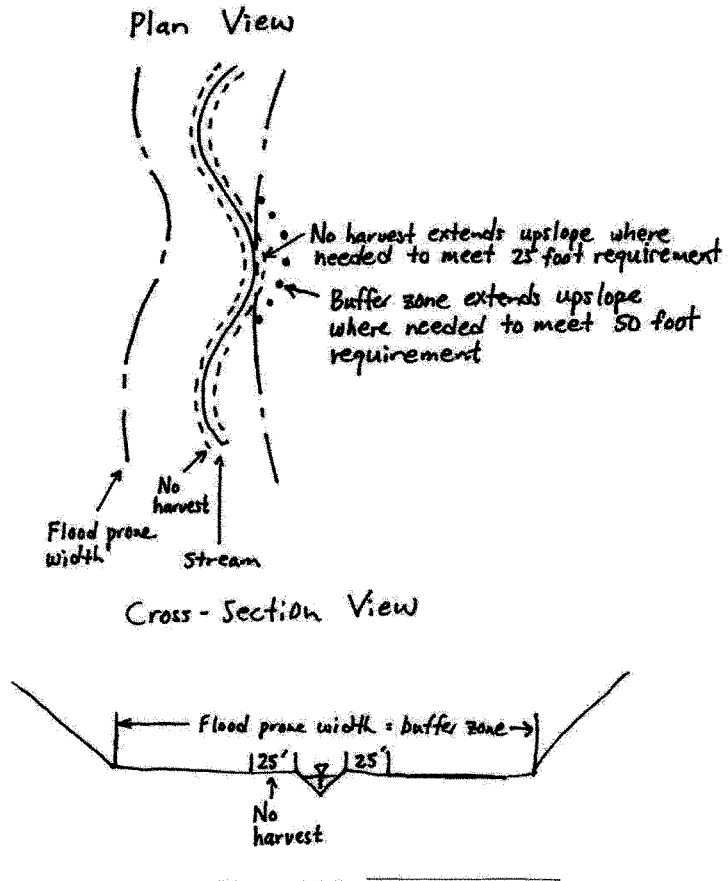 Plan View
No harvest extends upslope where
needed to meet 25 foot requirement
Buffer zone extends upslope
where needed to meet 50 foot
requirement
No
harvest
Flood prone
width
Stream
Cross-Section View
Flood prone width = buffer zone
25' 25'
No
harvest